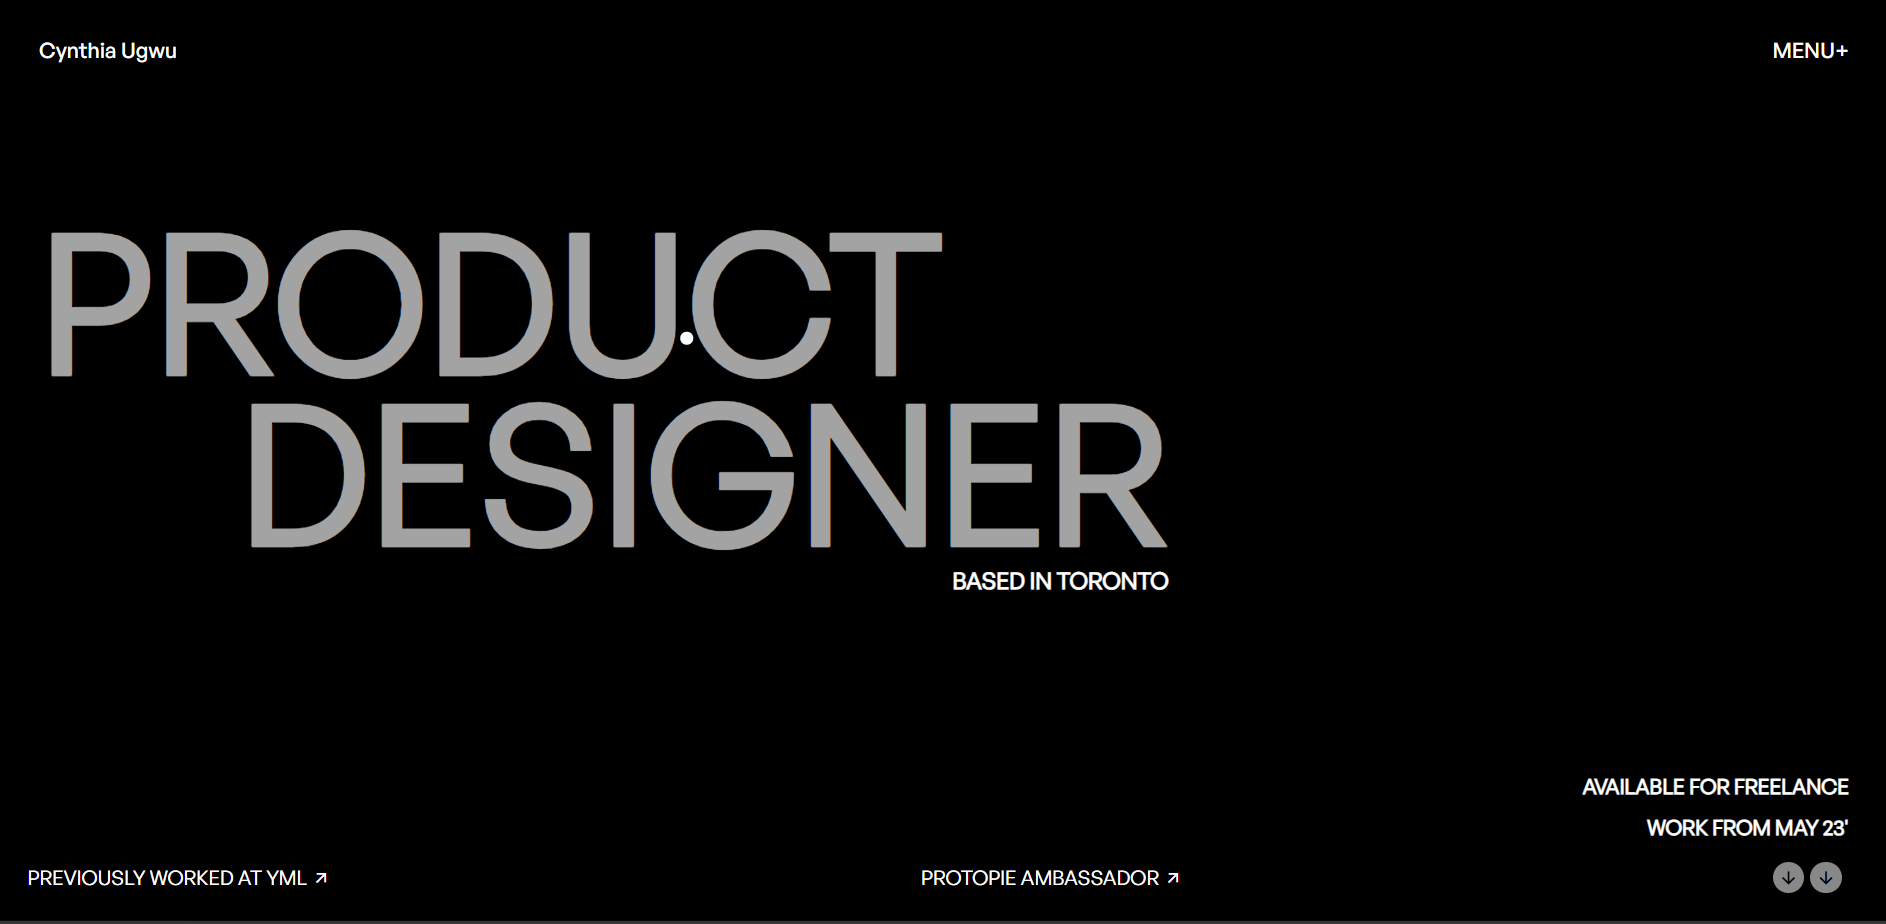 Cynthia Ugwu
MENU+
PRODUCT
DESIGNER
BASED IN TORONTO
AVAILABLE FOR FREELANCE
WORK FROM MAY 23'
PREVIOUSLY WORKED AT YML
PROTOPIE AMBASSADOR